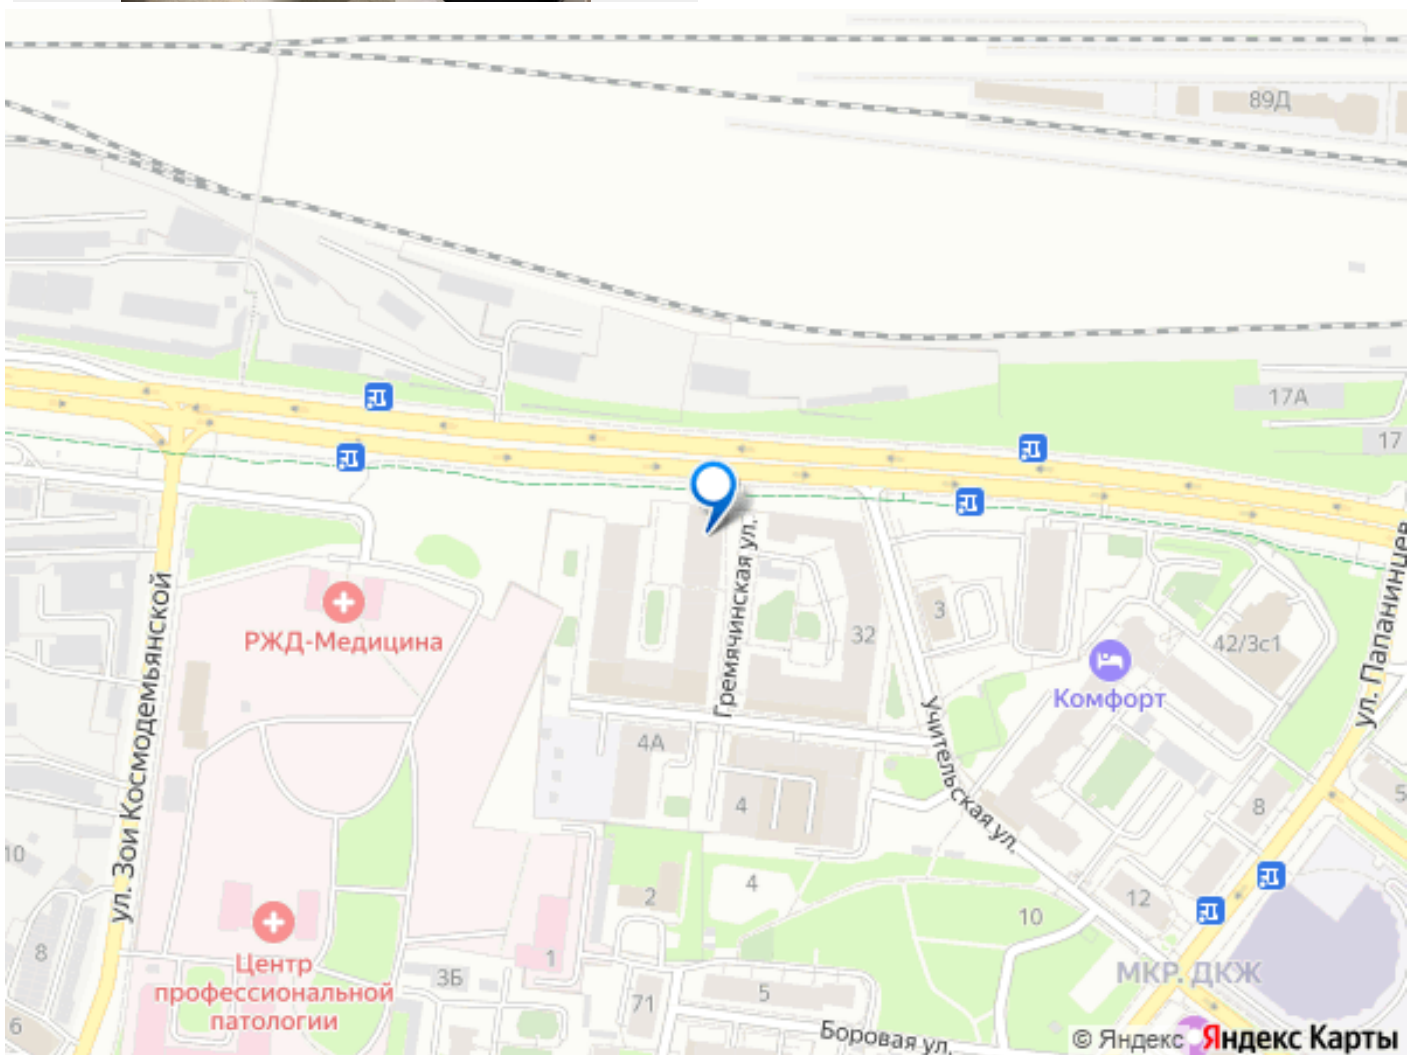 89Д
17А
17
РЖД-Медицина
ул. Зои Космодемьянской
Гремячинская ул.
32
3
42/3с1
Комфорт
ул. Папанинцев
4А
4
Учительская ул.
8
5
10
2
4
12
10
8
Центр
профессиональной
патологии
3Б
1
71
5
МКР. ДКЖ
6
Боровая ул.
© Яндекс Яндекс Карты